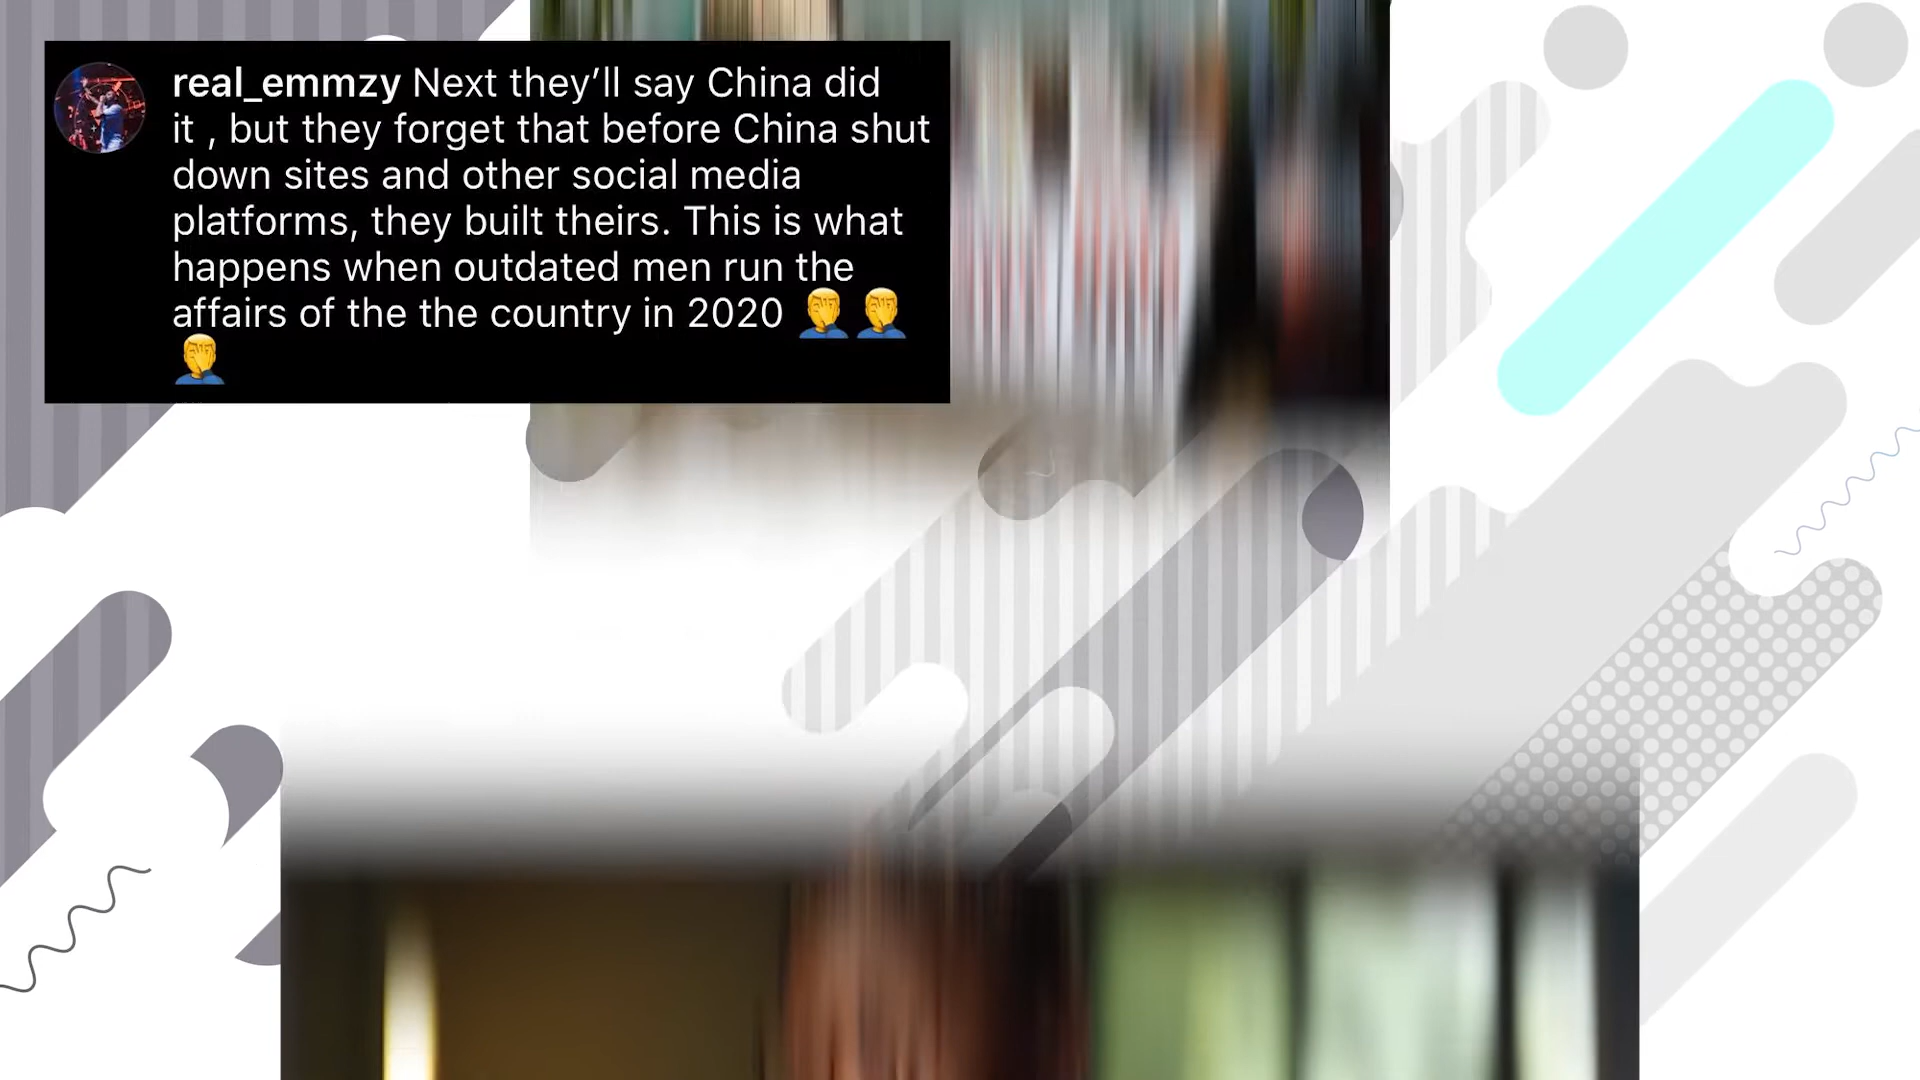 real_emmzy Next they’ll say China did
it , but they forget that before China shut
down sites and other social media
platforms, they built theirs. This is what
happens when outdated men run the
affairs of the the country in 2020 🤦‍♂️🤦‍♂️
🤦‍♂️